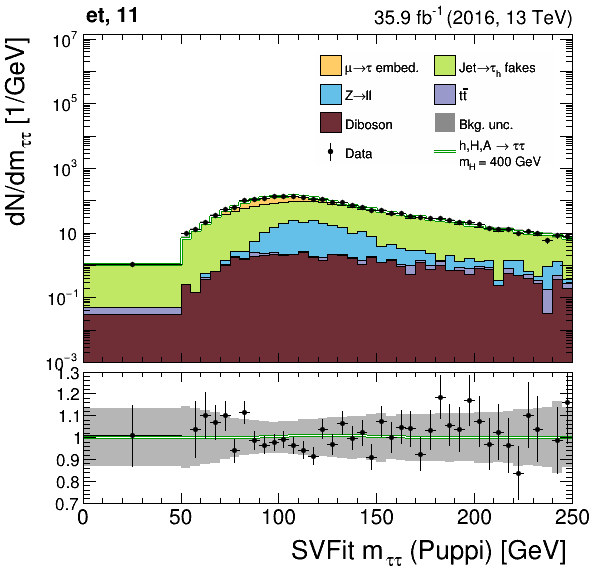 et, 11
35.9 fb⁻¹ (2016, 13 TeV)
dN/dm_ττ [1/GeV]
10⁷
10⁵
10³
10
10⁻¹
10⁻³
μ→τ embed.
Jet→τ_h fakes
Z→ll
tt̄
Diboson
Bkg. unc.
Data
h,H,A → ττ
m_H = 400 GeV
1.3
1.2
1.1
1
0.9
0.8
0.7
0 50 100 150 200 250
SVFit m_ττ (Puppi) [GeV]